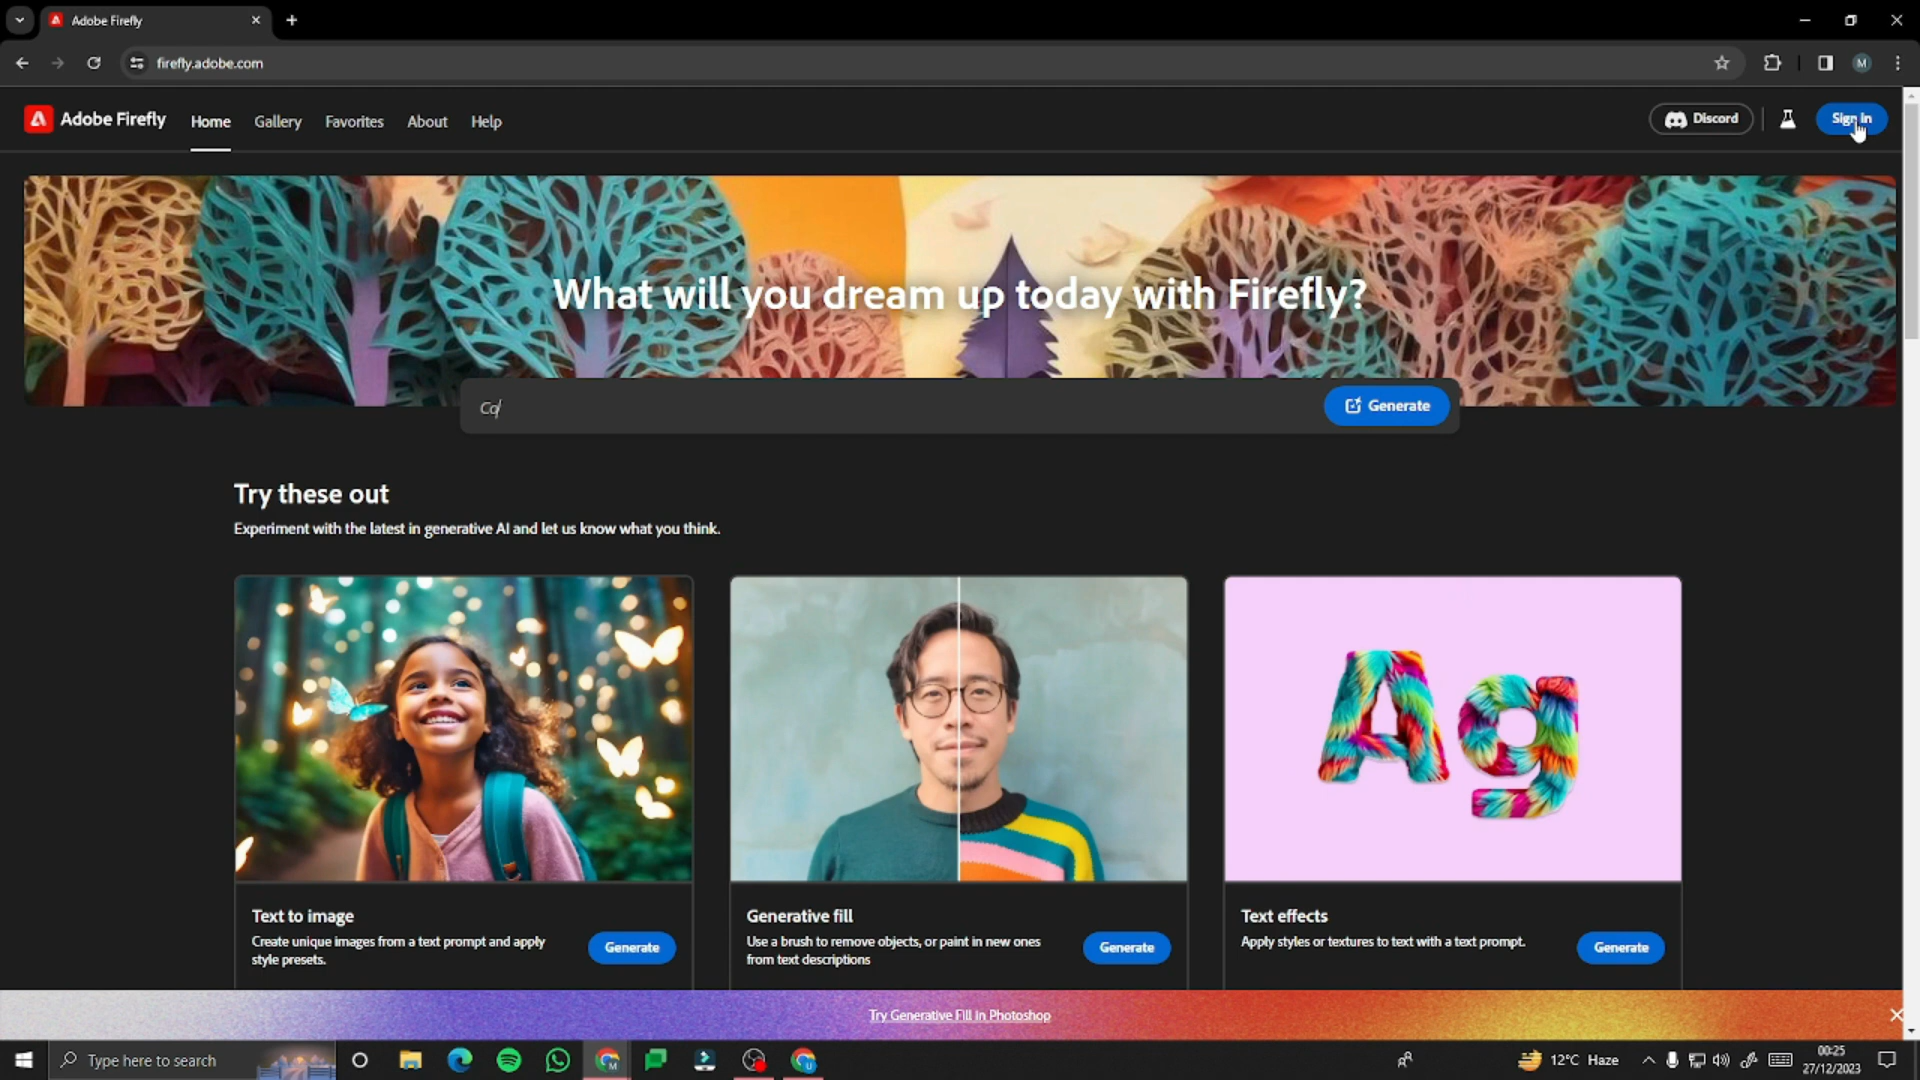 Adobe Firefly
firefly.adobe.com
M
Adobe Firefly
Home
Gallery
Favorites
About
Help
Discord
Sign In
What will you dream up today with Firefly?
Ca
Generate
Try these out
Experiment with the latest in generative AI and let us know what you think.
Ag
Text to image
Create unique images from a text prompt and apply
style presets.
Generate
Generative fill
Use a brush to remove objects, or paint in new ones
from text descriptions
Generate
Text effects
Apply styles or textures to text with a text prompt.
Generate
Try Generative Fill in Photoshop
Type here to search
12°C Haze
00:25
27/12/2023